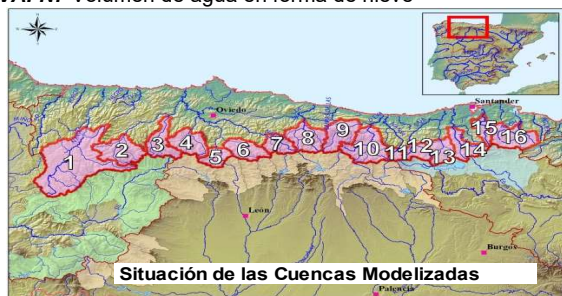 VAFN: Volumen de agua en forma de nieve
Santander
Oviedo
1
2
3
4
5
6
7
8
9
10
11
12
13
14
15
16
León
Burgos
Situación de las Cuencas Modelizadas
Palencia